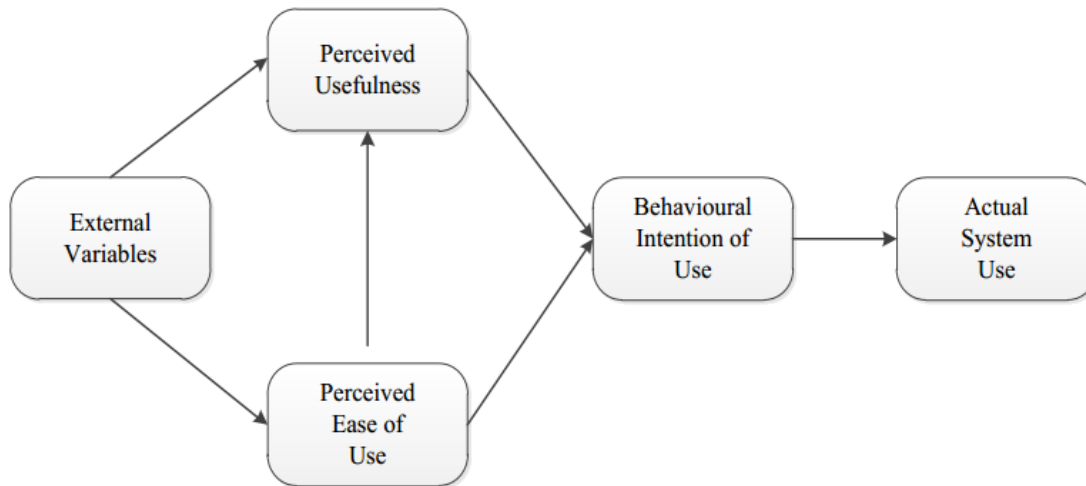 Perceived
Usefulness
External
Variables
Behavioural
Intention of
Use
Actual
System
Use
Perceived
Ease of
Use